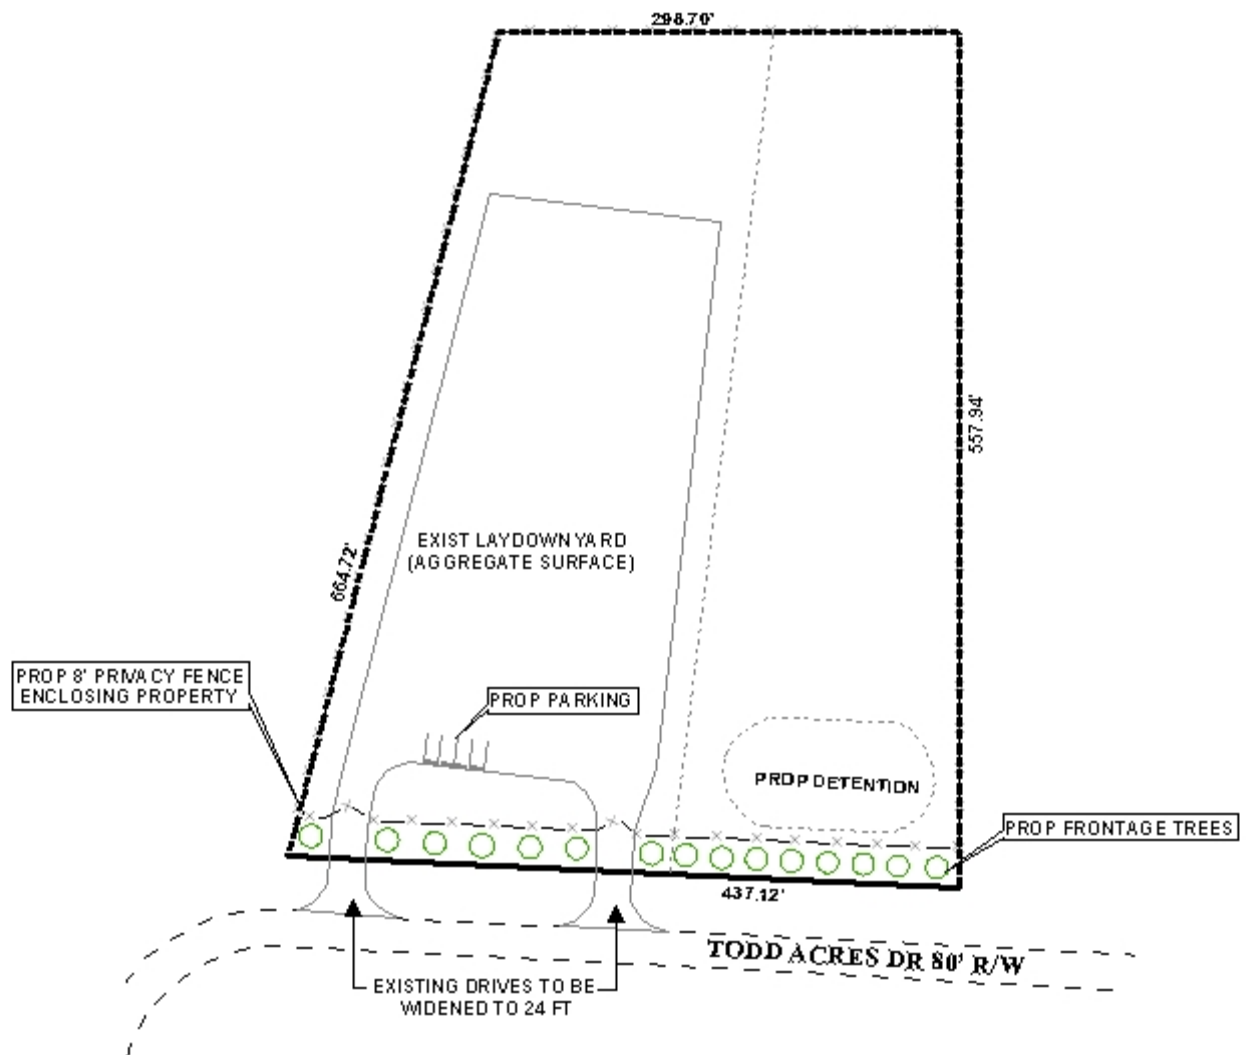 298.70'
557.94'
EXIST LAYDOWN YARD
(AGGREGATE SURFACE)
664.72'
PROP 8' PRIVACY FENCE
ENCLOSING PROPERTY
PROP PARKING
PROP DETENTION
PROP FRONTAGE TREES
437.12'
TODD ACRES DR 80' R/W
EXISTING DRIVES TO BE
WIDENED TO 24 FT